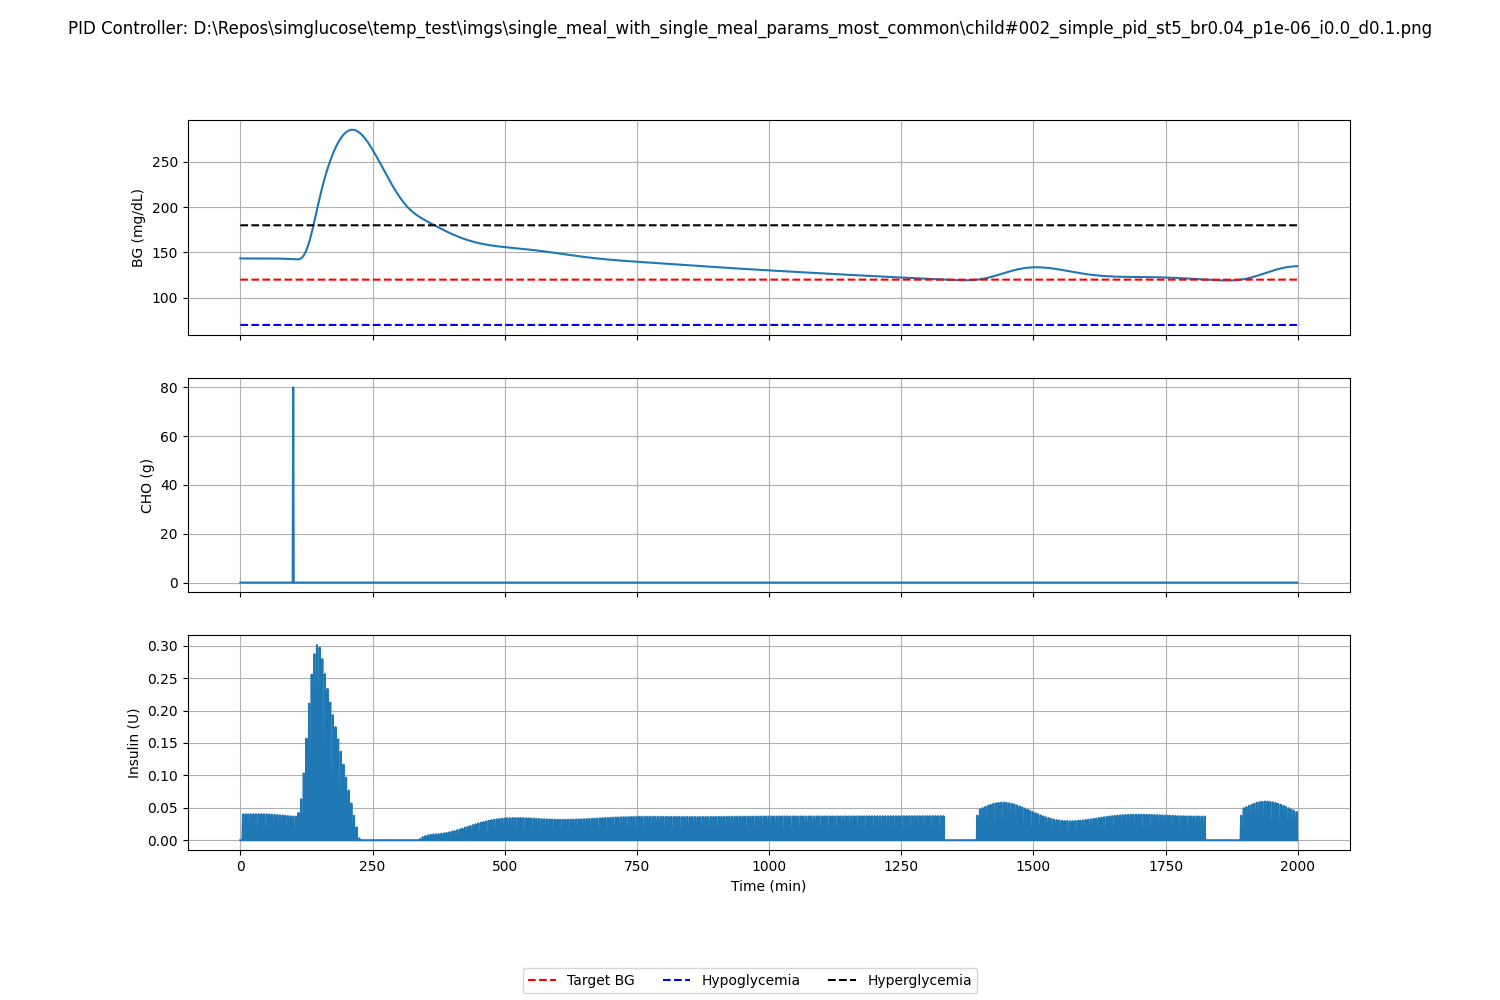 PID Controller: D:\Repos\simglucose\temp_test\imgs\single_meal_with_single_meal_params_most_common\child#002_simple_pid_st5_br0.04_p1e-06_i0.0_d0.1.png
250
200
150
100
BG (mg/dL)
80
60
40
20
0
CHO (g)
0.30
0.25
0.20
0.15
0.10
0.05
0.00
Insulin (U)
0 250 500 750 1000 1250 1500 1750 2000
Time (min)
Target BG Hypoglycemia Hyperglycemia